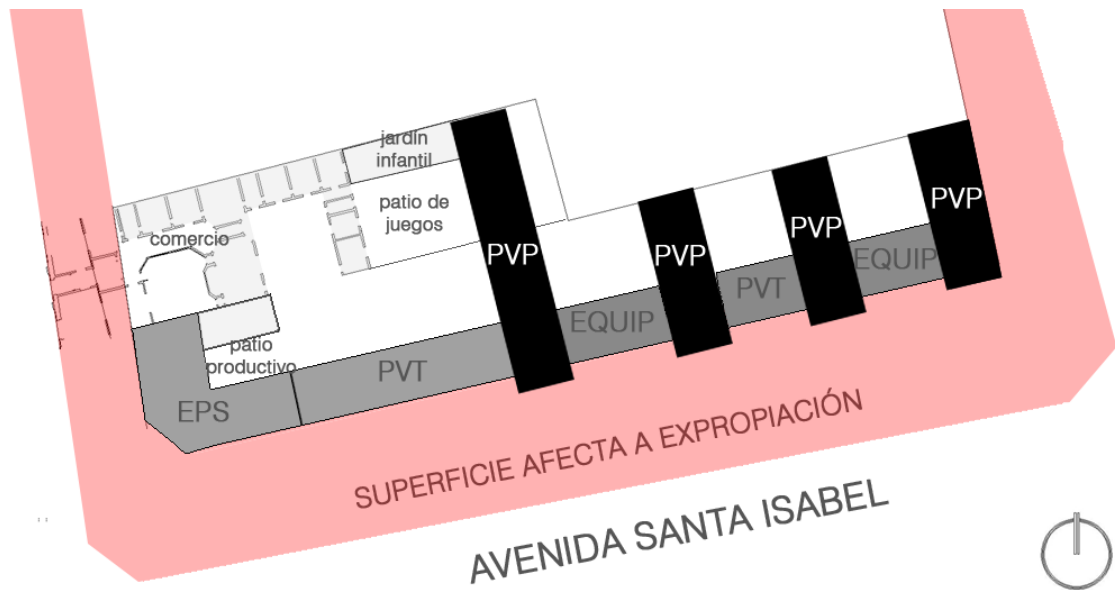 jardín
infantil
patio de
juegos
comercio
PVP
PVP
PVP
PVP
EQUIP
PVT
EQUIP
patio
productivo
PVT
EPS
SUPERFICIE AFECTA A EXPROPIACIÓN
AVENIDA SANTA ISABEL